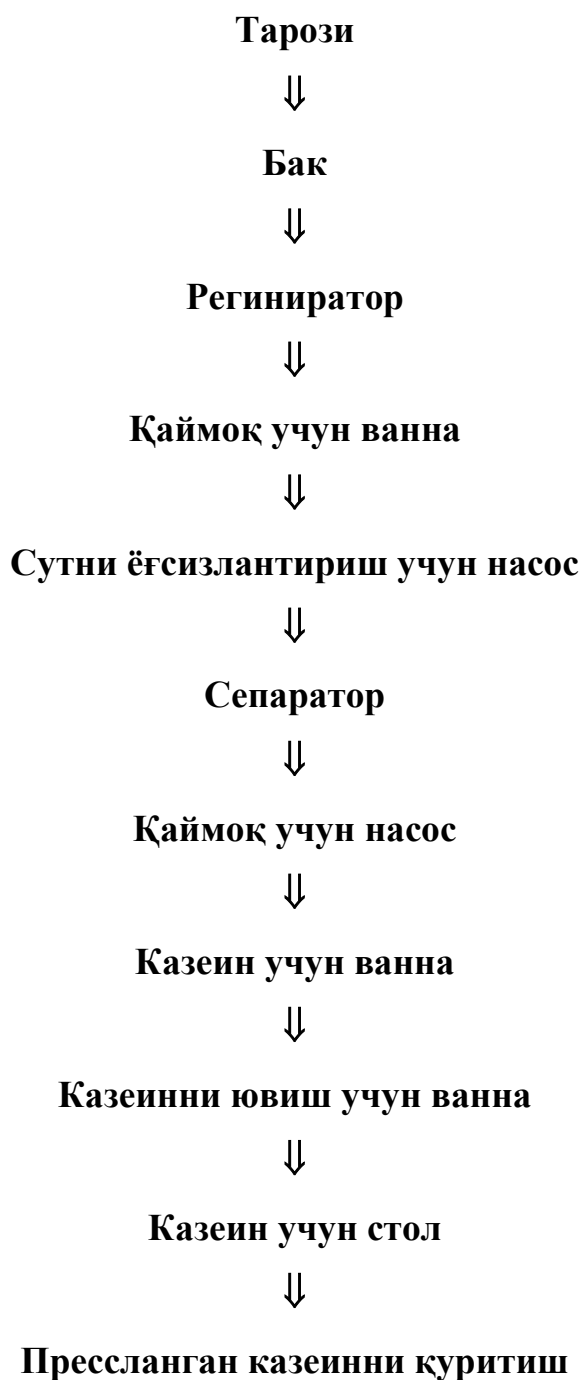 Тарози
⇓
Бак
⇓
Региниратор
⇓
Қаймоқ учун ванна
⇓
Сутни ёғсизлантириш учун насос
⇓
Сепаратор
⇓
Қаймоқ учун насос
⇓
Казеин учун ванна
⇓
Казеинни ювиш учун ванна
⇓
Казеин учун стол
⇓
Прессланган казеинни қуритиш